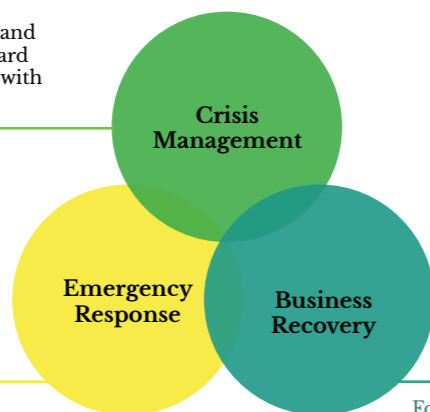 and
ard
with
Crisis
Management
Emergency
Response
Business
Recovery